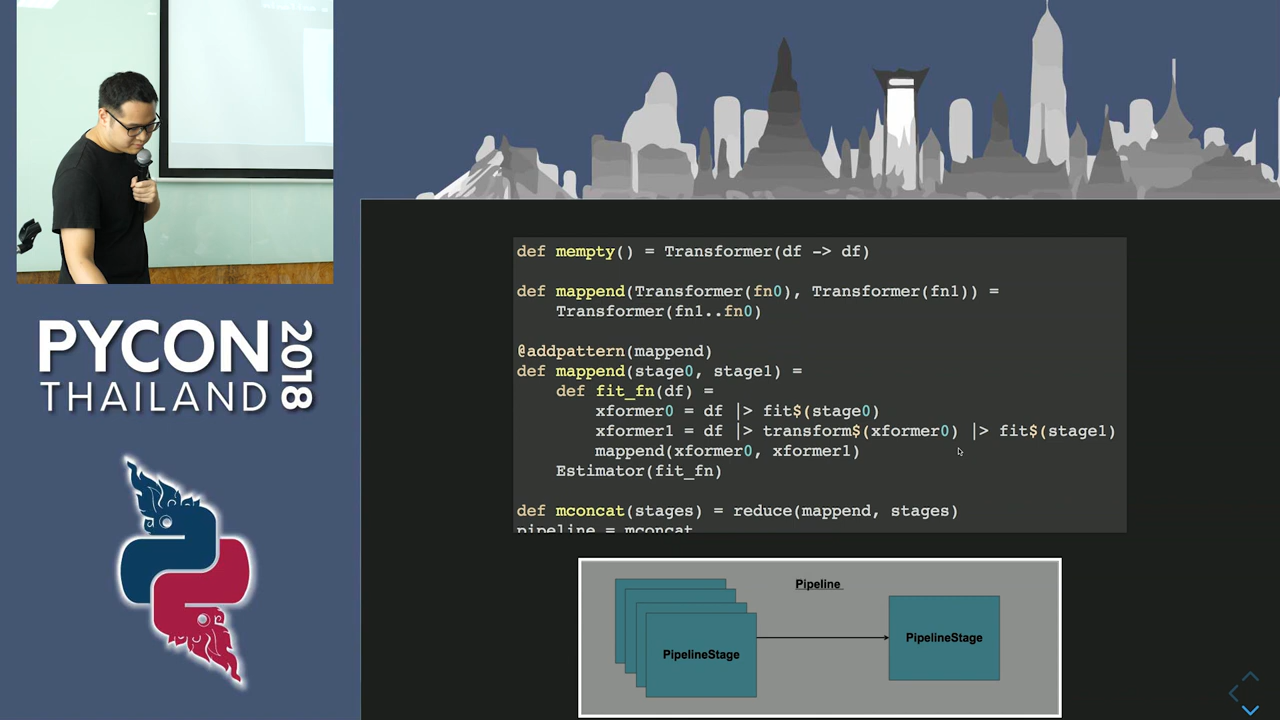 PYCON
THAILAND
2018
def mempty() = Transformer(df -> df)
def mappend(Transformer(fn0), Transformer(fn1)) =
    Transformer(fn1..fn0)
@addpattern(mappend)
def mappend(stage0, stage1) =
    def fit_fn(df) =
        xformer0 = df |> fit$(stage0)
        xformer1 = df |> transform$(xformer0) |> fit$(stage1)
        mappend(xformer0, xformer1)
    Estimator(fit_fn)
def mconcat(stages) = reduce(mappend, stages)
pipeline = mconcat
Pipeline
PipelineStage
PipelineStage